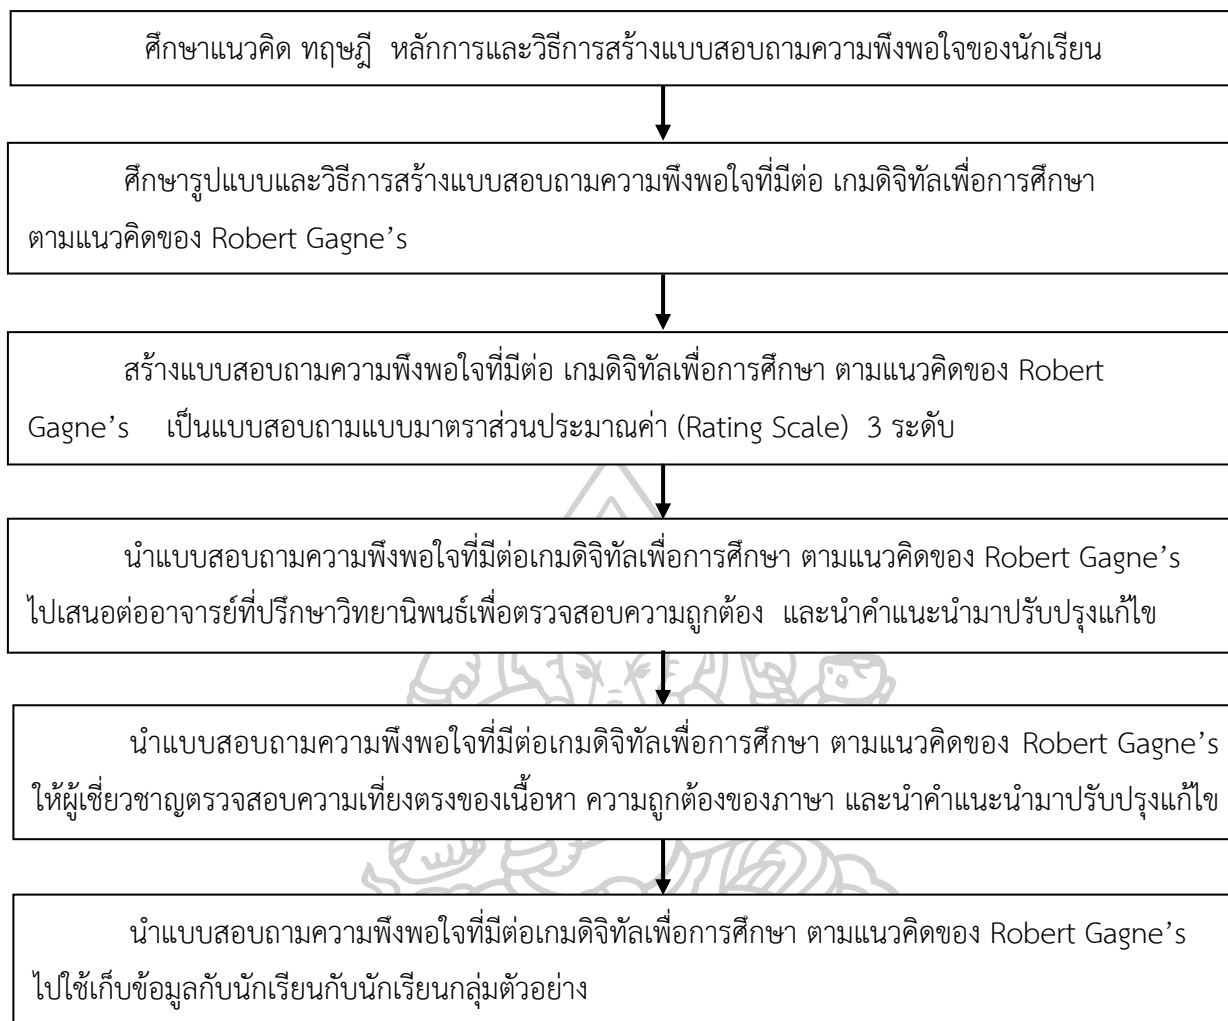 ศึกษาแนวคิด ทฤษฎี หลักการและวิธีการสร้างแบบสอบถามความพึงพอใจของนักเรียน
ศึกษารูปแบบและวิธีการสร้างแบบสอบถามความพึงพอใจที่มีต่อ เกมดิจิทัลเพื่อการศึกษา
ตามแนวคิดของ Robert Gagne’s
สร้างแบบสอบถามความพึงพอใจที่มีต่อ เกมดิจิทัลเพื่อการศึกษา ตามแนวคิดของ Robert
Gagne’s เป็นแบบสอบถามแบบมาตราส่วนประมาณค่า (Rating Scale) 3 ระดับ
นำแบบสอบถามความพึงพอใจที่มีต่อเกมดิจิทัลเพื่อการศึกษา ตามแนวคิดของ Robert Gagne’s
ไปเสนอต่ออาจารย์ที่ปรึกษาวิทยานิพนธ์เพื่อตรวจสอบความถูกต้อง และนำคำแนะนำมาปรับปรุงแก้ไข
นำแบบสอบถามความพึงพอใจที่มีต่อเกมดิจิทัลเพื่อการศึกษา ตามแนวคิดของ Robert Gagne’s
ให้ผู้เชี่ยวชาญตรวจสอบความเที่ยงตรงของเนื้อหา ความถูกต้องของภาษา และนำคำแนะนำมาปรับปรุงแก้ไข
นำแบบสอบถามความพึงพอใจที่มีต่อเกมดิจิทัลเพื่อการศึกษา ตามแนวคิดของ Robert Gagne’s
ไปใช้เก็บข้อมูลกับนักเรียนกับนักเรียนกลุ่มตัวอย่าง